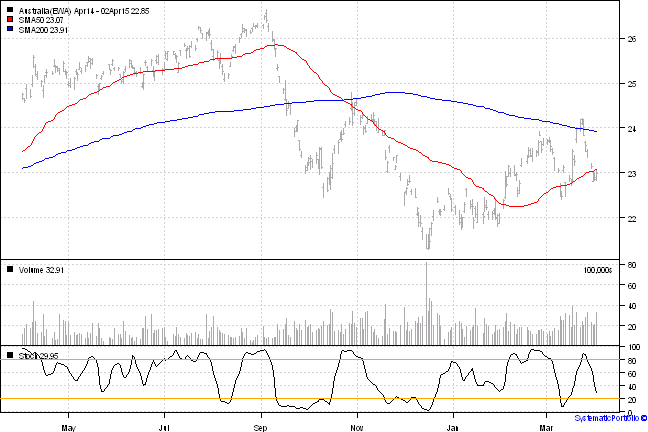 Australia(EWA) Apr14 - 02Apr15 22.85
SMA50 23.07
SMA200 23.91
26
25
24
23
22
Volume 32.91
100,000s
80
60
40
20
Stoch 29.95
100
80
60
40
20
0
May Jul Sep Nov Jan Mar
SystematicPortfolio ©